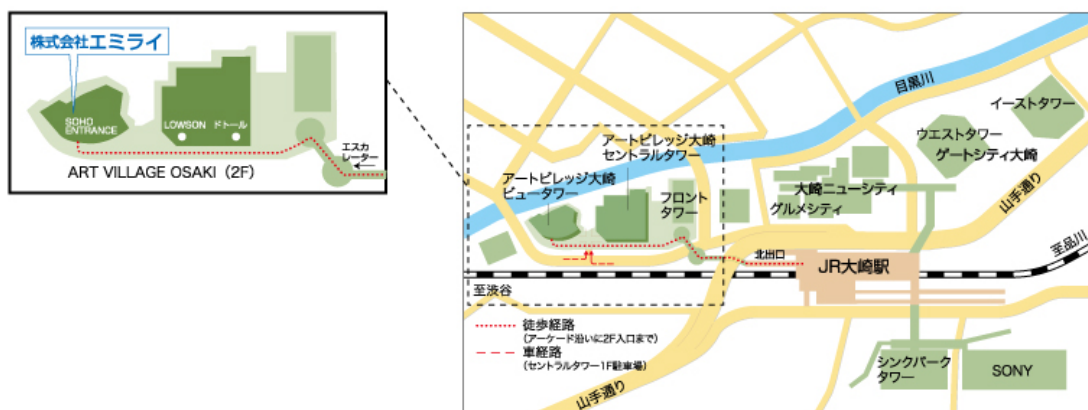 株式会社エミライ
SOHO
ENTRANCE
LOWSON
ドトール
エスカ
レーター
ART VILLAGE OSAKI（2F）
目黒川
イーストタワー
アートビレッジ大崎
セントラルタワー
ウエストタワー
ゲートシティ大崎
アートビレッジ大崎
ビュータワー
フロント
タワー
大崎ニューシティ
グルメシティ
山手通り
北出口
JR大崎駅
至品川
至渋谷
徒歩経路
（アーケード沿いに2F入口まで）
車経路
（セントラルタワー1F駐車場）
山手通り
シンクパーク
タワー
SONY